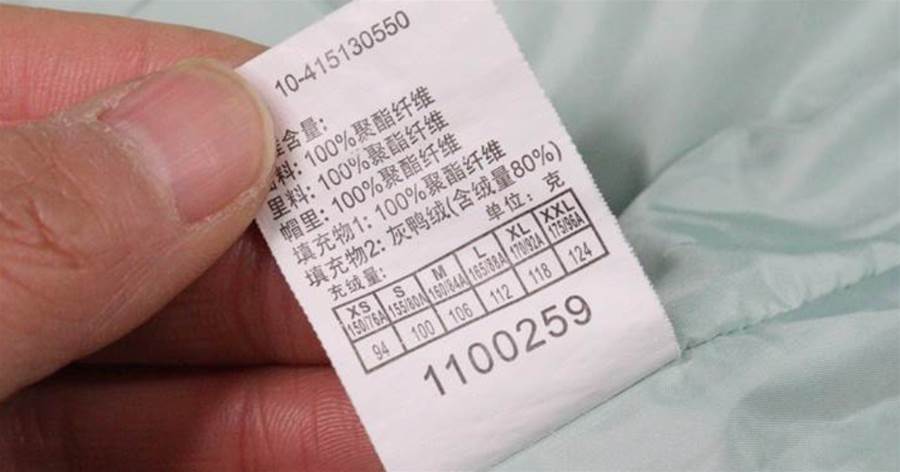 10-415130550
维含量:
面料: 100%聚酯纤维
里料: 100%聚酯纤维
帽里: 100%聚酯纤维
填充物1: 100%聚酯纤维
填充物2: 灰鸭绒(含绒量80%)
充绒量: 单位: 克
XS S M L XL XXL
150/76A 155/80A 160/84A 165/88A 170/92A 175/96A
94 100 106 112 118 124
1100259